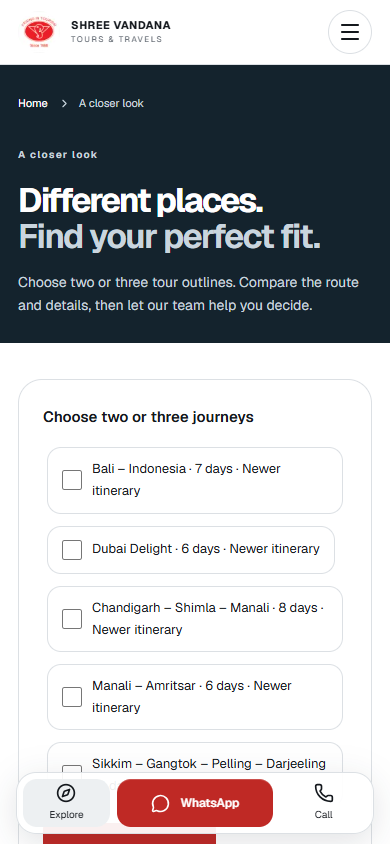 SHREE VANDANA
TOURS & TRAVELS
Home
A closer look
A closer look
Different places.
Find your perfect fit.
Choose two or three tour outlines. Compare the route
and details, then let our team help you decide.
Choose two or three journeys
Bali – Indonesia · 7 days · Newer
itinerary
Dubai Delight · 6 days · Newer itinerary
Chandigarh – Shimla – Manali · 8 days ·
Newer itinerary
Manali – Amritsar · 6 days · Newer
itinerary
Sikkim – Gangtok – Pelling – Darjeeling
Explore
WhatsApp
Call